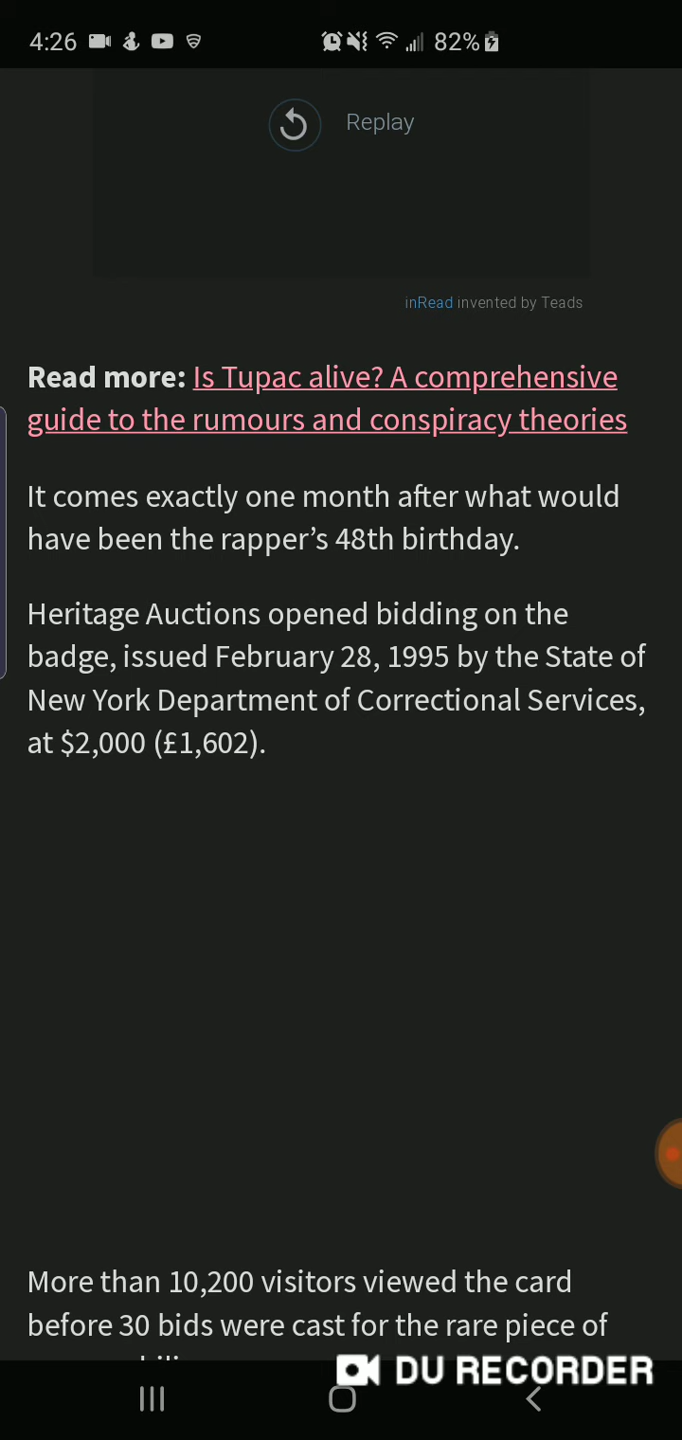 4:26 82%
Replay
inRead invented by Teads
Read more: Is Tupac alive? A comprehensive
guide to the rumours and conspiracy theories
It comes exactly one month after what would
have been the rapper’s 48th birthday.
Heritage Auctions opened bidding on the
badge, issued February 28, 1995 by the State of
New York Department of Correctional Services,
at $2,000 (£1,602).
More than 10,200 visitors viewed the card
before 30 bids were cast for the rare piece of
DU RECORDER